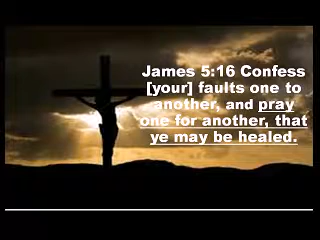 James 5:16 Confess
[your] faults one to
another, and pray
one for another, that
ye may be healed.